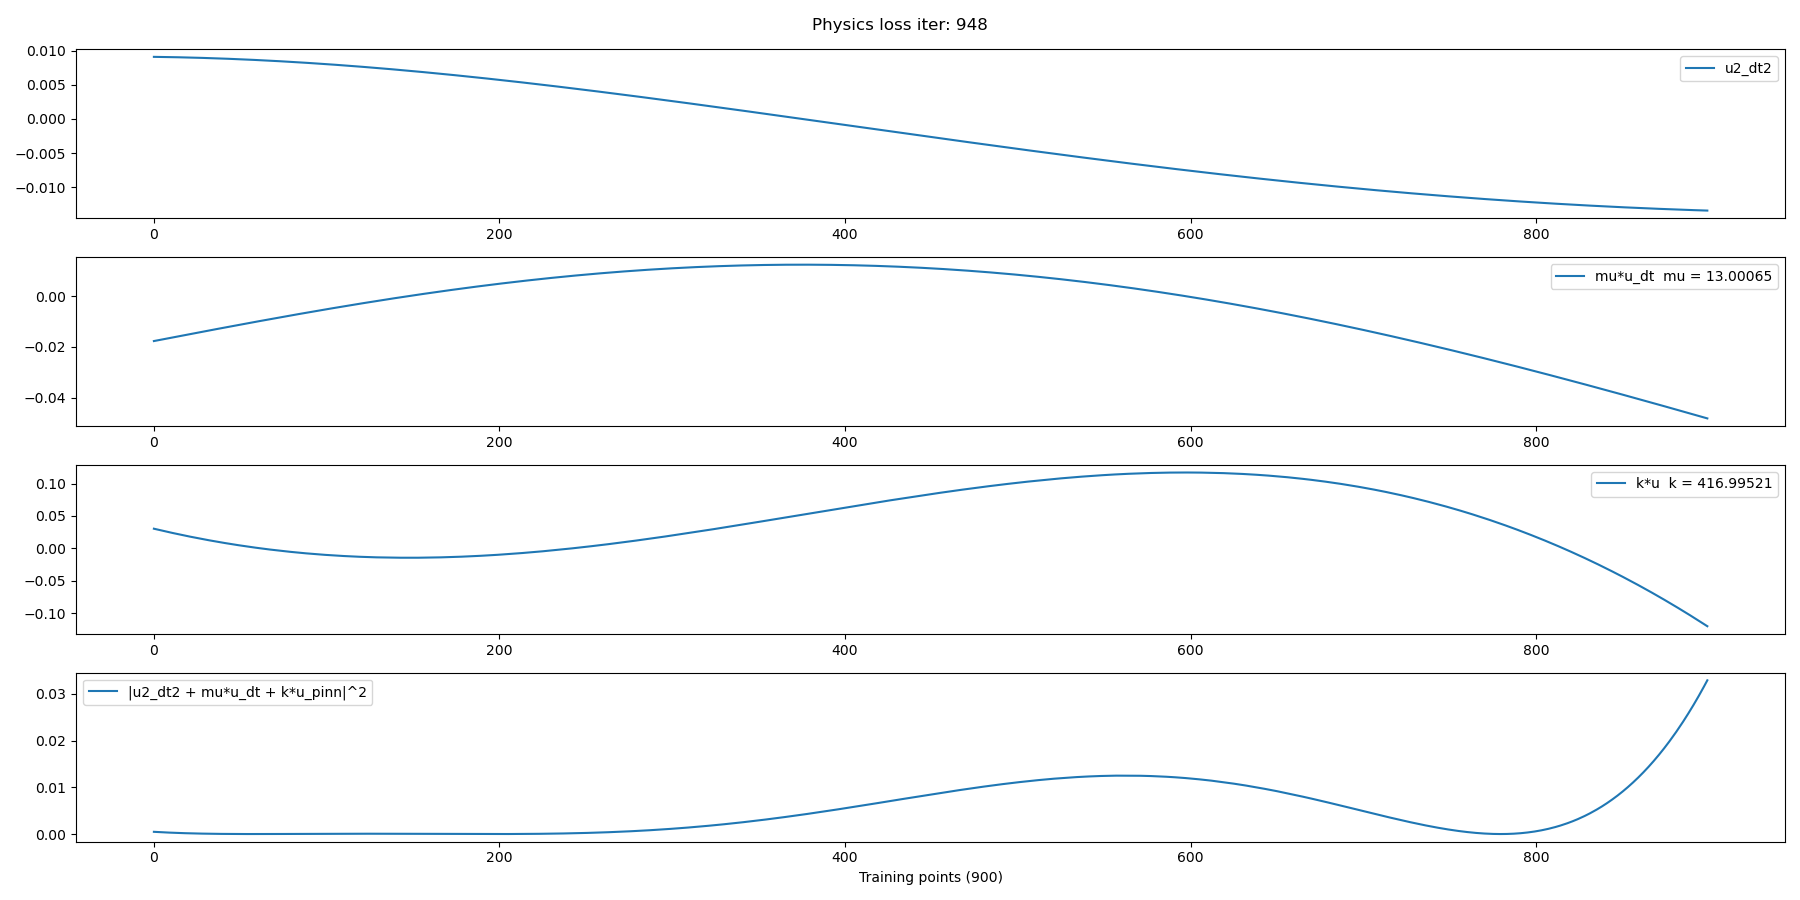 Physics loss iter: 948
0.010
0.005
0.000
−0.005
−0.010
u2_dt2
0 200 400 600 800
0.00
−0.02
−0.04
mu*u_dt  mu = 13.00065
0 200 400 600 800
0.10
0.05
0.00
−0.05
−0.10
k*u  k = 416.99521
0 200 400 600 800
0.03
0.02
0.01
0.00
|u2_dt2 + mu*u_dt + k*u_pinn|^2
0 200 400 600 800
Training points (900)